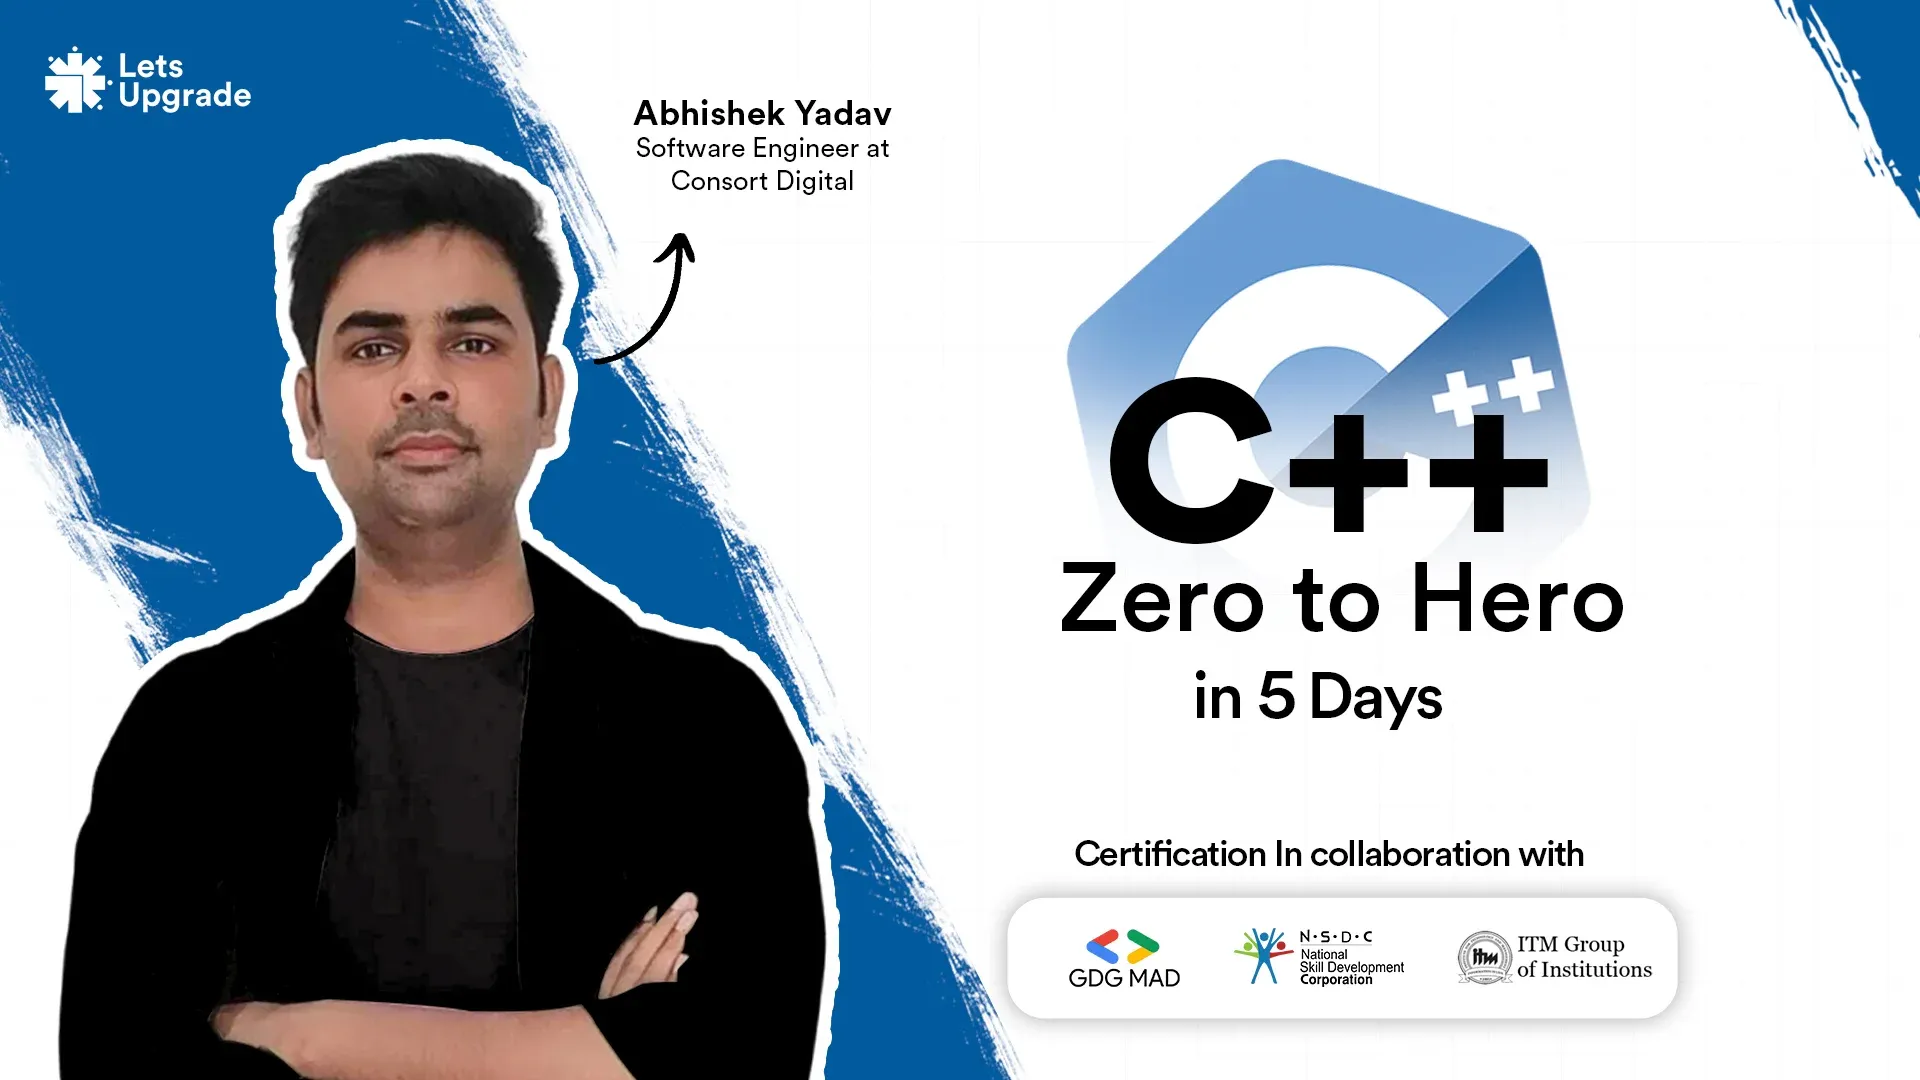 Lets
Upgrade
Abhishek Yadav
Software Engineer at
Consort Digital
++
C++
Zero to Hero
in 5 Days
Certification In collaboration with
GDG MAD
N·S·D·C
National
Skill Development
Corporation
itm
ITM Group
of Institutions